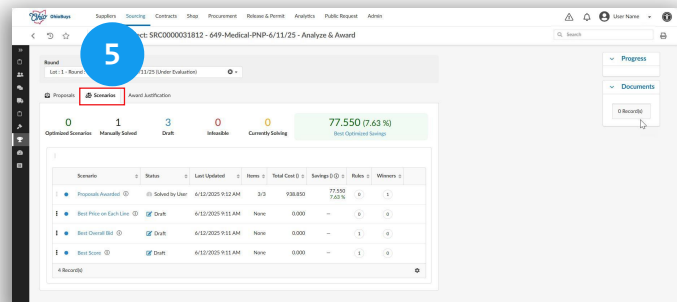 Ohio OhioBuys Suppliers Sourcing Contracts Shop Procurement Release & Permit Analytics Public Request Admin User Name
ect: SRC0000031812 - 649-Medical-PNP-6/11/25 - Analyze & Award
Search
5
Round
Lot : 1 - Round : 11/25 (Under Evaluation)
Progress
Documents
0 Record(s)
Proposals Scenarios Award Justification
0 1 3 0 0 77.550 (7.63 %)
Optimized Scenarios Manually Solved Draft Infeasible Currently Solving Best Optimized Savings
Scenario Status Last Updated Items Total Cost () Savings () Rules Winners
Proposals Awarded Solved by User 6/12/2025 9:12 AM 3/3 938.850 77.550 7.63 % 0 1
Best Price on Each Line Draft 6/12/2025 9:11 AM None 0.000 – 0 0
Best Overall Bid Draft 6/12/2025 9:11 AM None 0.000 – 1 0
Best Score Draft 6/12/2025 9:11 AM None 0.000 – 1 0
4 Record(s)